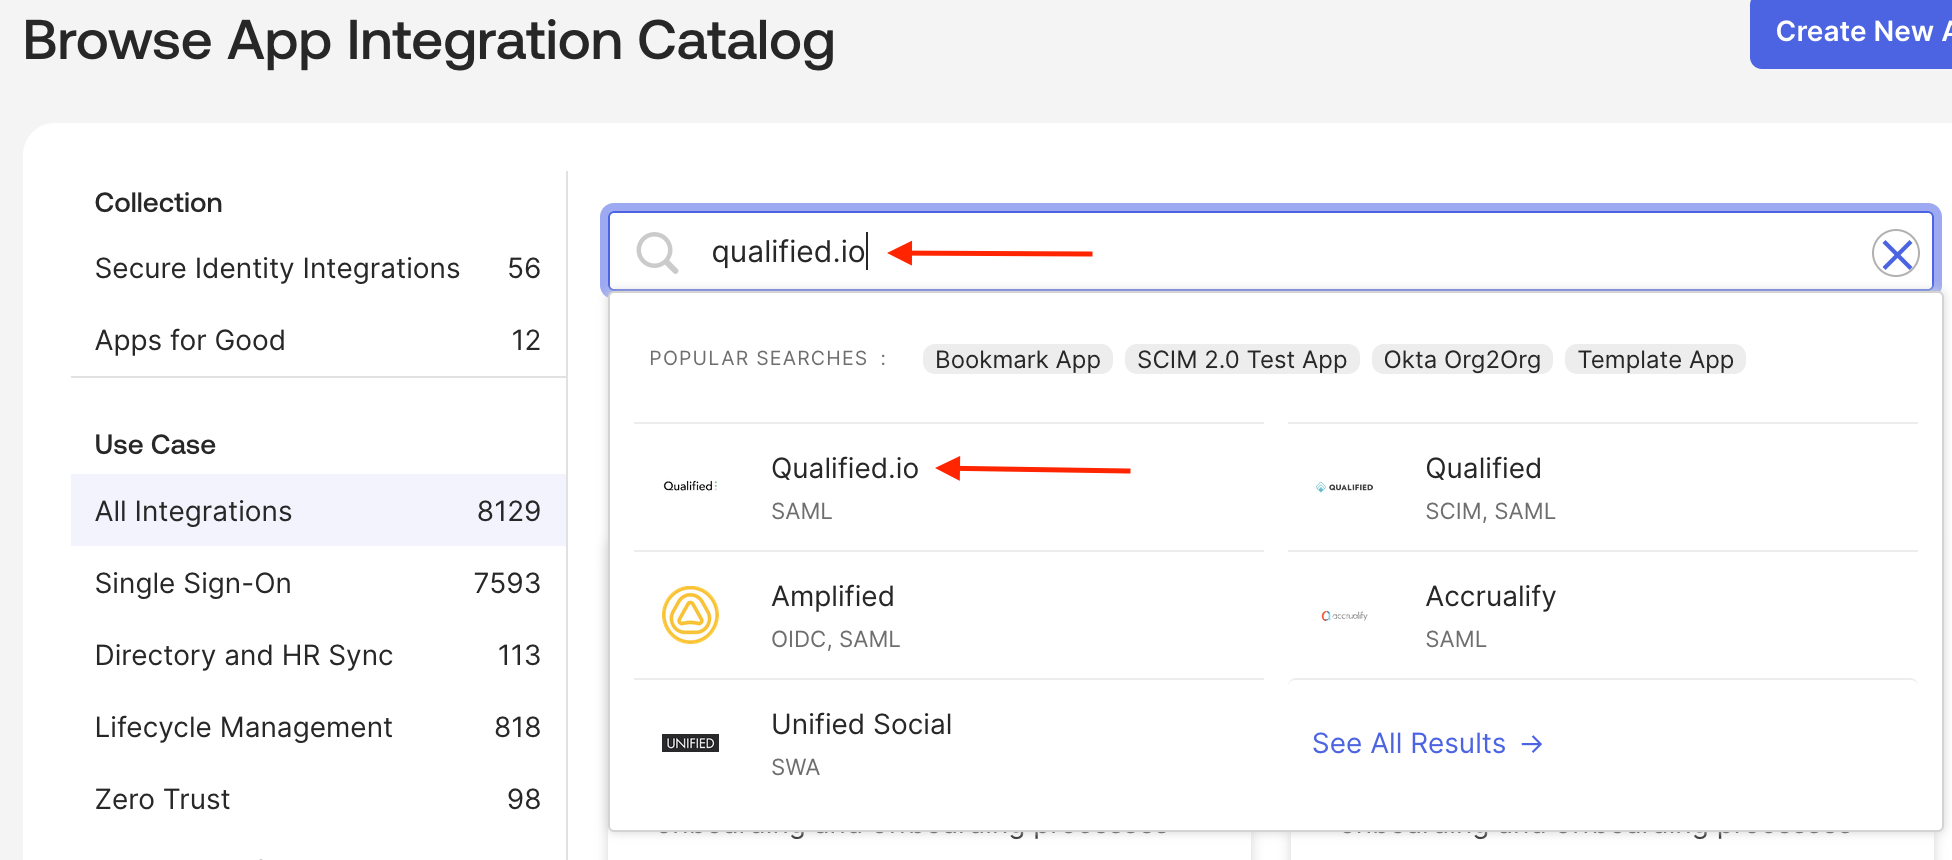 Browse App Integration Catalog
Create New A
Collection
Secure Identity Integrations 56
Apps for Good 12
Use Case
All Integrations 8129
Single Sign-On 7593
Directory and HR Sync 113
Lifecycle Management 818
Zero Trust 98
qualified.io
POPULAR SEARCHES : Bookmark App SCIM 2.0 Test App Okta Org2Org Template App
Qualified
Qualified.io
SAML
QUALIFIED
Qualified
SCIM, SAML
Amplified
OIDC, SAML
accrualify
Accrualify
SAML
UNIFIED
Unified Social
SWA
See All Results →